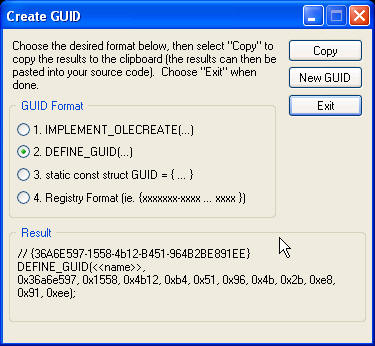 Create GUID
Choose the desired format below, then select "Copy" to
copy the results to the clipboard (the results can then be
pasted into your source code).  Choose "Exit" when
done.
Copy
New GUID
Exit
GUID Format
1. IMPLEMENT_OLECREATE(...)
2. DEFINE_GUID(...)
3. static const struct GUID = { ... }
4. Registry Format (ie. {xxxxxxx-xxxx ... xxxx })
Result
// {36A6E597-1558-4b12-B451-964B2BE891EE}
DEFINE_GUID(<<name>>,
0x36a6e597, 0x1558, 0x4b12, 0xb4, 0x51, 0x96, 0x4b, 0x2b, 0xe8,
0x91, 0xee);